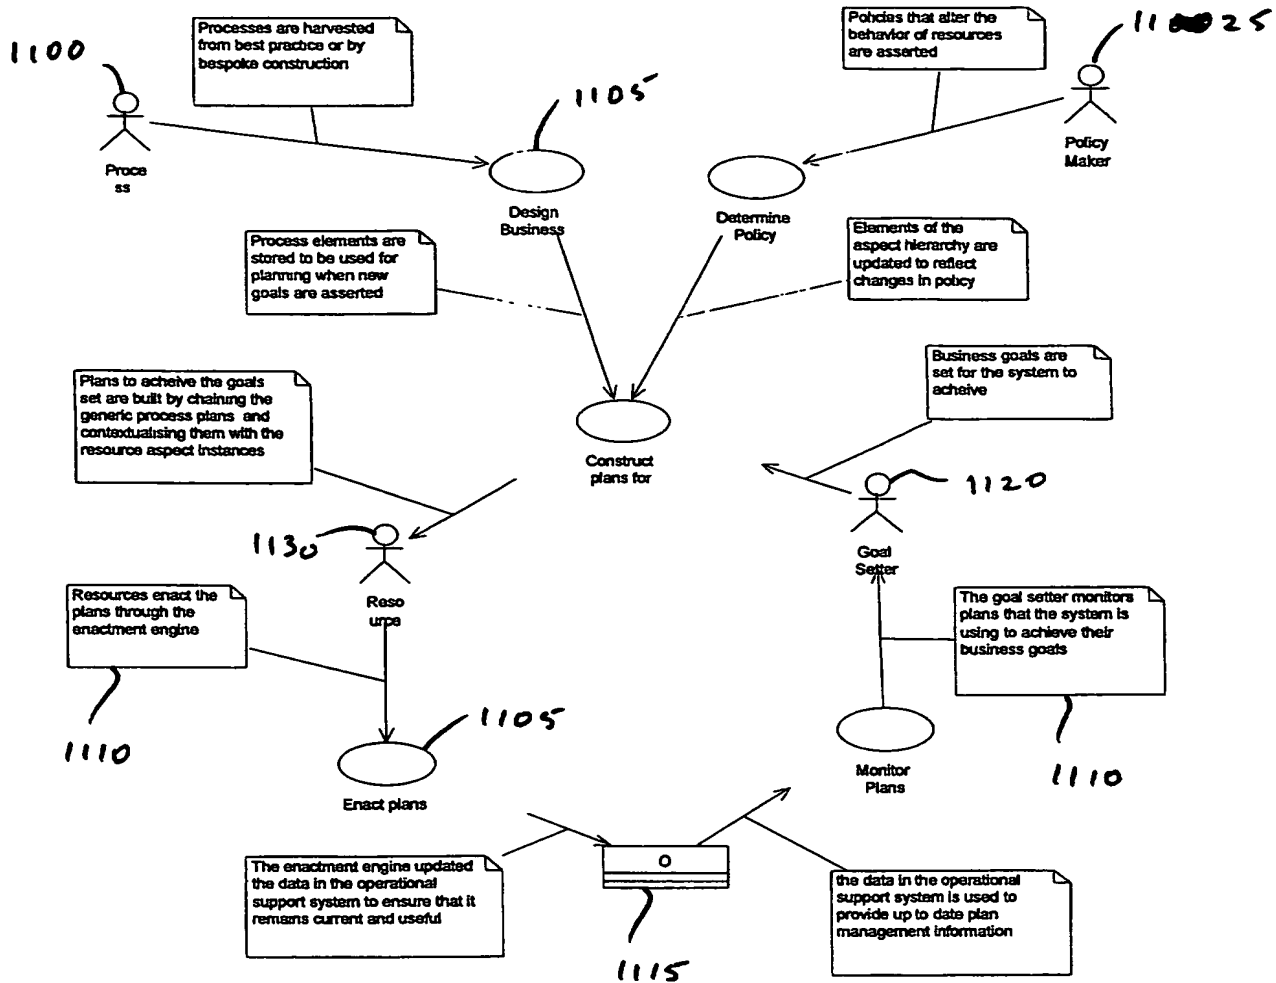 Processes are harvested
from best practice or by
bespoke construction
Policies that alter the
behavior of resources
are asserted
1100
25
1105
Proce
ss
Policy
Maker
Design
Business
Determine
Policy
Process elements are
stored to be used for
planning when new
goals are asserted
Elements of the
aspect hierarchy are
updated to reflect
changes in policy
Business goals are
set for the system to
acheive
Plans to acheive the goals
set are built by chaining the
generic process plans and
contextualising them with the
resource aspect instances
Construct
plans for
1120
1130
Goal
Setter
Reso
urce
Resources enact the
plans through the
enactment engine
The goal setter monitors
plans that the system is
using to achieve their
business goals
1105
1110
Enact plans
Monitor
Plans
1110
The enactment engine updated
the data in the operational
support system to ensure that it
remains current and useful
the data in the operational
support system is used to
provide up to date plan
management information
1115